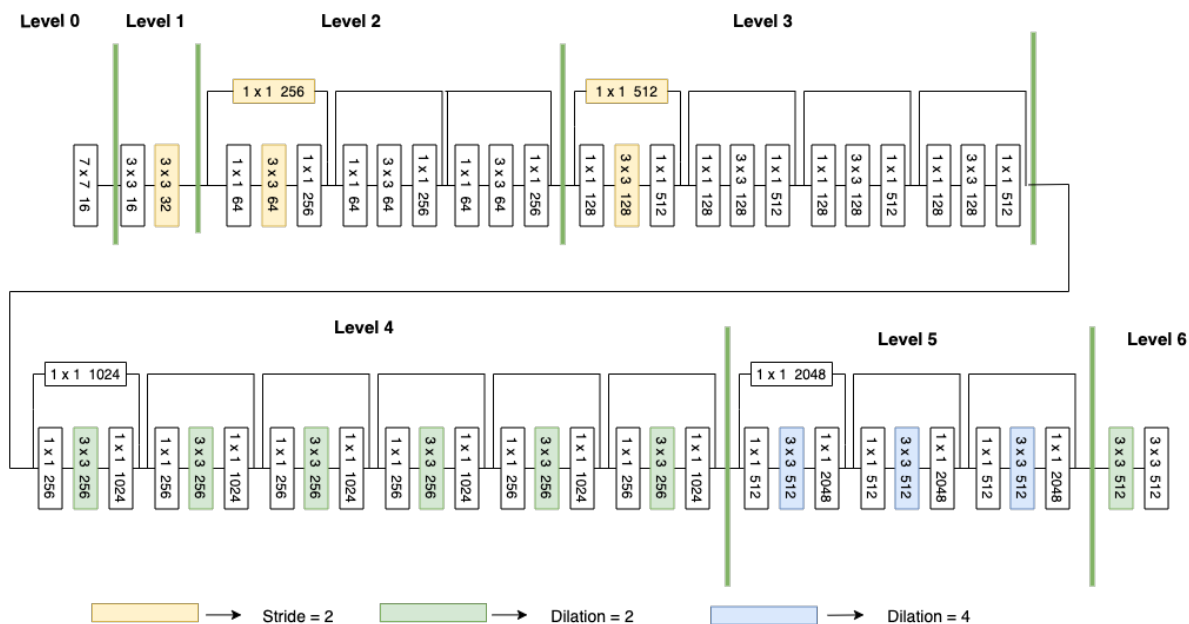 Level 0
Level 1
Level 2
Level 3
1 x 1 256
1 x 1 512
7 x 7 16
3 x 3 16
3 x 3 32
1 x 1 64
3 x 3 64
1 x 1 256
1 x 1 64
3 x 3 64
1 x 1 256
1 x 1 64
3 x 3 64
1 x 1 256
1 x 1 128
3 x 3 128
1 x 1 512
1 x 1 128
3 x 3 128
1 x 1 512
1 x 1 128
3 x 3 128
1 x 1 512
1 x 1 128
3 x 3 128
1 x 1 512
Level 4
Level 5
Level 6
1 x 1 1024
1 x 1 2048
1 x 1 256
3 x 3 256
1 x 1 1024
1 x 1 256
3 x 3 256
1 x 1 1024
1 x 1 256
3 x 3 256
1 x 1 1024
1 x 1 256
3 x 3 256
1 x 1 1024
1 x 1 256
3 x 3 256
1 x 1 1024
1 x 1 256
3 x 3 256
1 x 1 1024
1 x 1 512
3 x 3 512
1 x 1 2048
1 x 1 512
3 x 3 512
1 x 1 2048
1 x 1 512
3 x 3 512
1 x 1 2048
3 x 3 512
3 x 3 512
Stride = 2
Dilation = 2
Dilation = 4